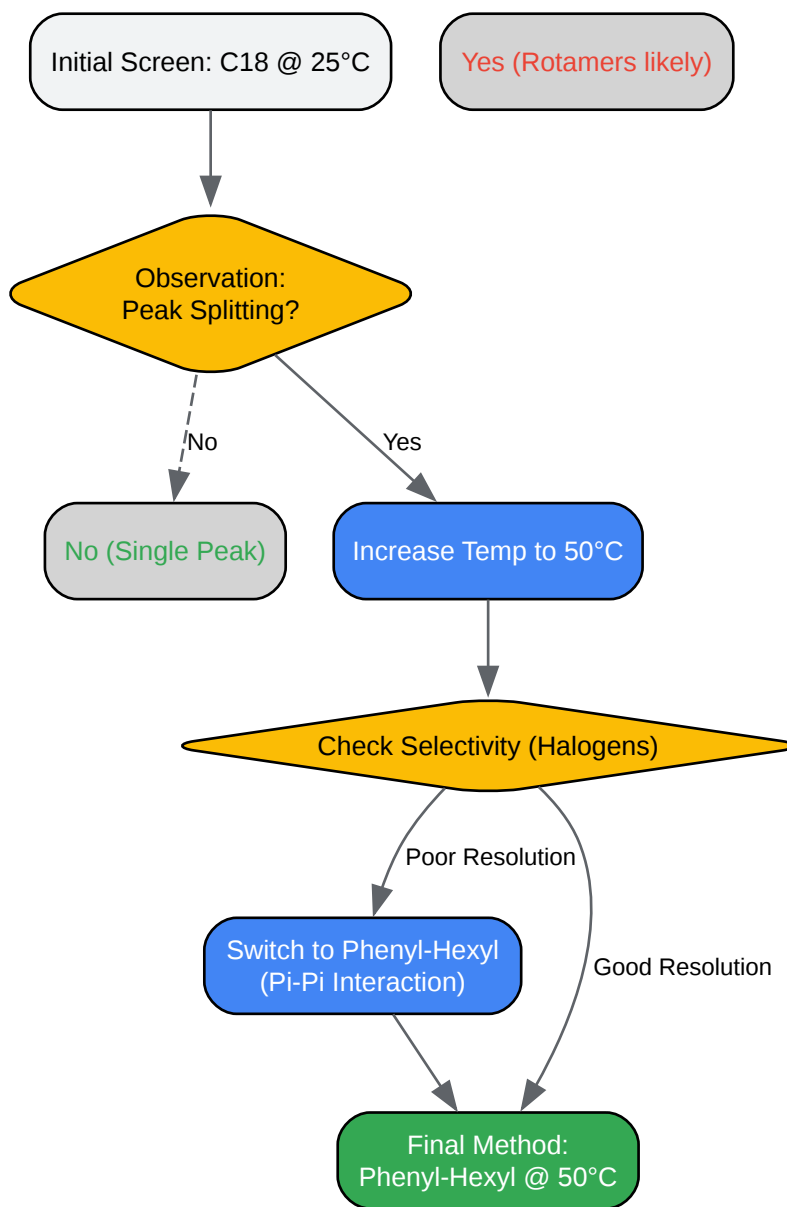 Initial Screen: C18 @ 25°C
Yes (Rotamers likely)
Observation:
Peak Splitting?
No
Yes
No (Single Peak)
Increase Temp to 50°C
Check Selectivity (Halogens)
Poor Resolution
Switch to Phenyl-Hexyl
(Pi-Pi Interaction)
Good Resolution
Final Method:
Phenyl-Hexyl @ 50°C